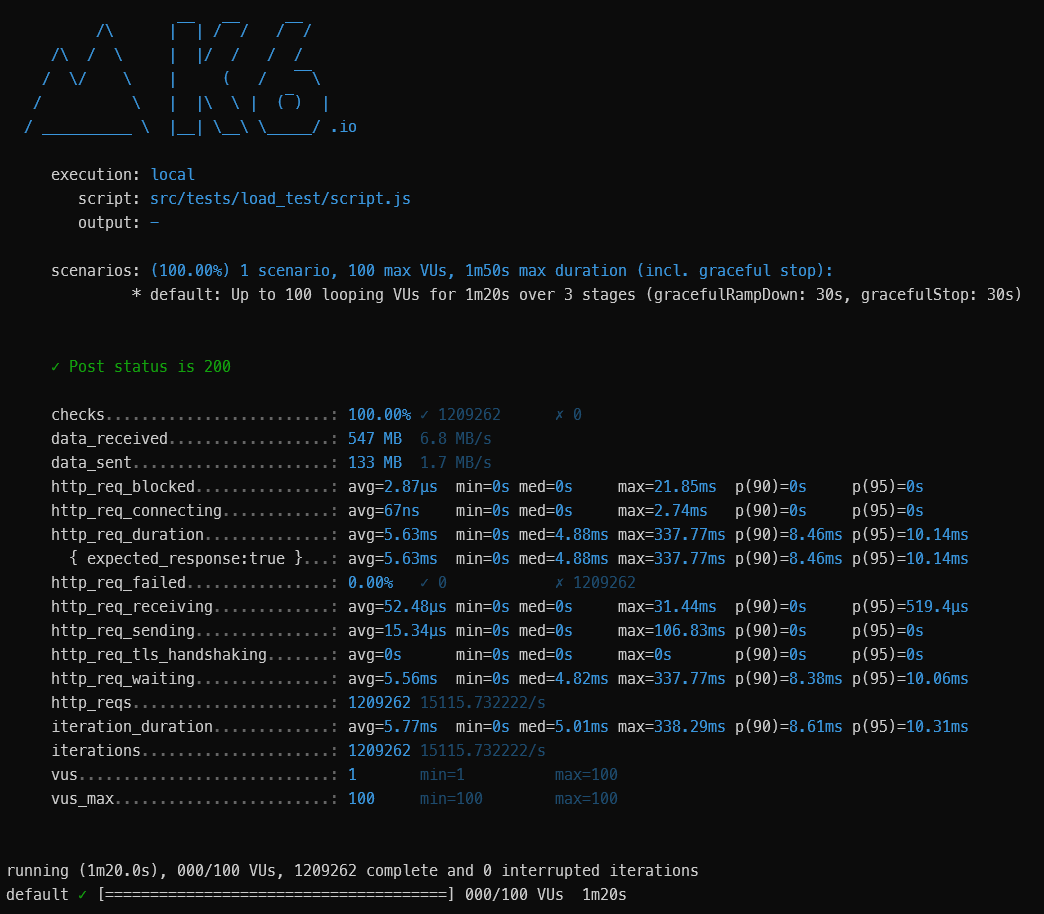 /\      |‾‾| /‾‾/   /‾‾/
     /\  /  \     |  |/  /   /  /
    /  \/    \    |     (   /   ‾‾\
   /          \   |  |\  \ |  (‾)  |
  / __________ \  |__| \__\ \_____/ .io
execution: local
script: src/tests/load_test/script.js
output: -
scenarios: (100.00%) 1 scenario, 100 max VUs, 1m50s max duration (incl. graceful stop):
* default: Up to 100 looping VUs for 1m20s over 3 stages (gracefulRampDown: 30s, gracefulStop: 30s)
✓ Post status is 200
checks.........................: 100.00% ✓ 1209262      ✗ 0
data_received..................: 547 MB  6.8 MB/s
data_sent......................: 133 MB  1.7 MB/s
http_req_blocked...............: avg=2.87µs  min=0s med=0s     max=21.85ms  p(90)=0s     p(95)=0s
http_req_connecting............: avg=67ns    min=0s med=0s     max=2.74ms   p(90)=0s     p(95)=0s
http_req_duration..............: avg=5.63ms  min=0s med=4.88ms max=337.77ms p(90)=8.46ms p(95)=10.14ms
{ expected_response:true }...: avg=5.63ms  min=0s med=4.88ms max=337.77ms p(90)=8.46ms p(95)=10.14ms
http_req_failed................: 0.00%   ✓ 0            ✗ 1209262
http_req_receiving.............: avg=52.48µs min=0s med=0s     max=31.44ms  p(90)=0s     p(95)=519.4µs
http_req_sending...............: avg=15.34µs min=0s med=0s     max=106.83ms p(90)=0s     p(95)=0s
http_req_tls_handshaking.......: avg=0s      min=0s med=0s     max=0s       p(90)=0s     p(95)=0s
http_req_waiting...............: avg=5.56ms  min=0s med=4.82ms max=337.77ms p(90)=8.38ms p(95)=10.06ms
http_reqs......................: 1209262 15115.732222/s
iteration_duration.............: avg=5.77ms  min=0s med=5.01ms max=338.29ms p(90)=8.61ms p(95)=10.31ms
iterations.....................: 1209262 15115.732222/s
vus............................: 1       min=1          max=100
vus_max........................: 100     min=100        max=100
running (1m20.0s), 000/100 VUs, 1209262 complete and 0 interrupted iterations
default ✓ [======================================] 000/100 VUs  1m20s